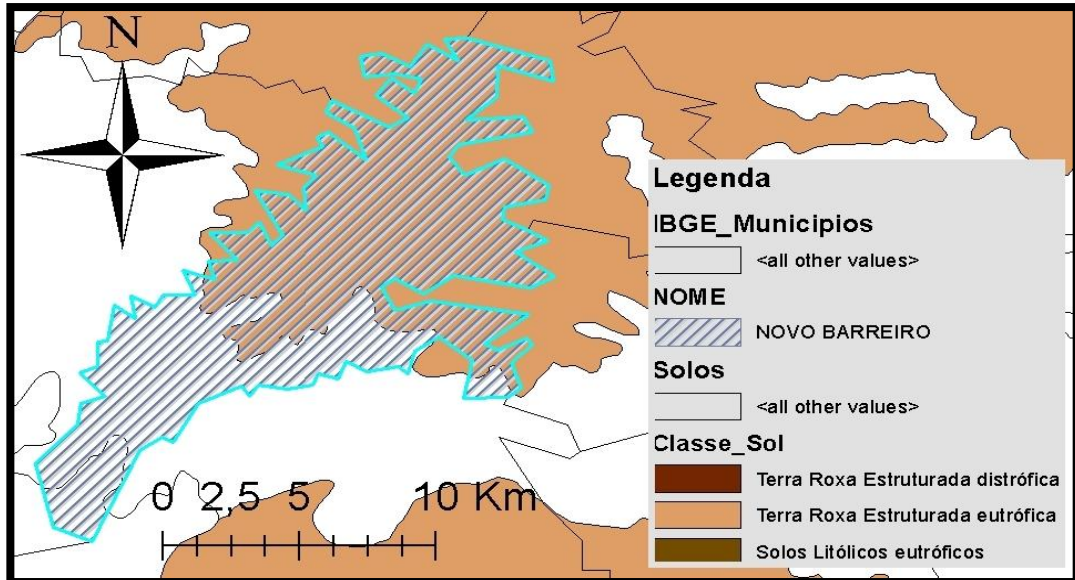 N
Legenda
IBGE_Municipios
<all other values>
NOME
NOVO BARREIRO
Solos
<all other values>
Classe_Sol
Terra Roxa Estruturada distrófica
Terra Roxa Estruturada eutrófica
Solos Litólicos eutróficos
0 2,5 5 10 Km